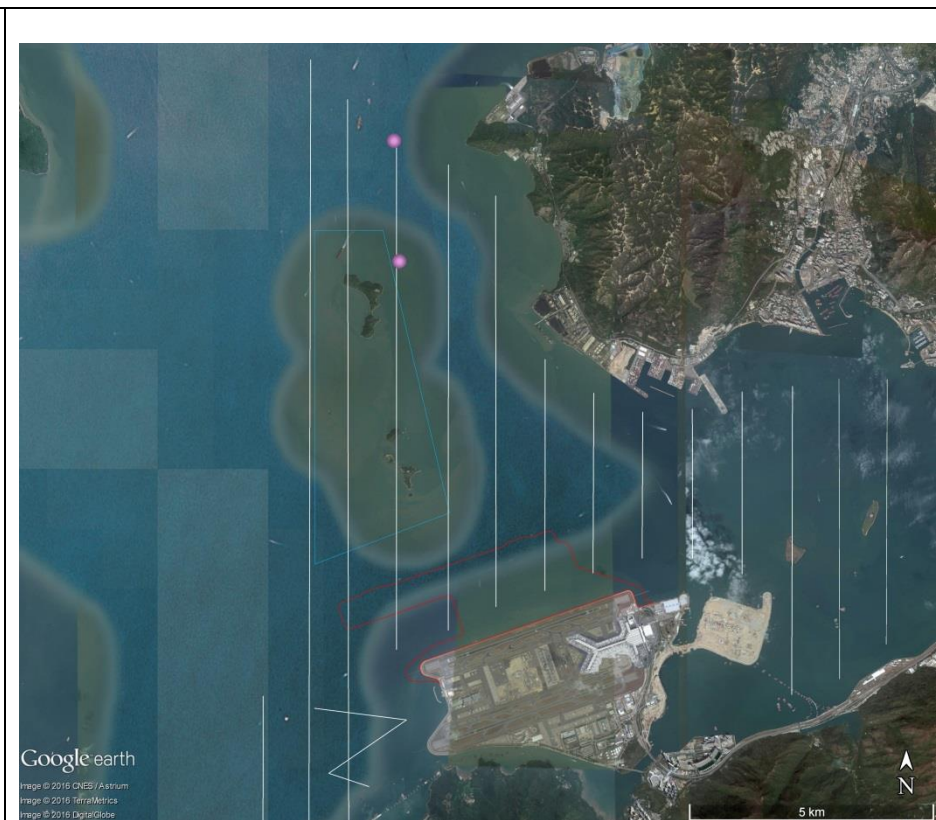 Google earth
Image © 2016 CNES / Astrium
Image © 2016 TerraMetrics
Image © 2016 DigitalGlobe
N
5 km